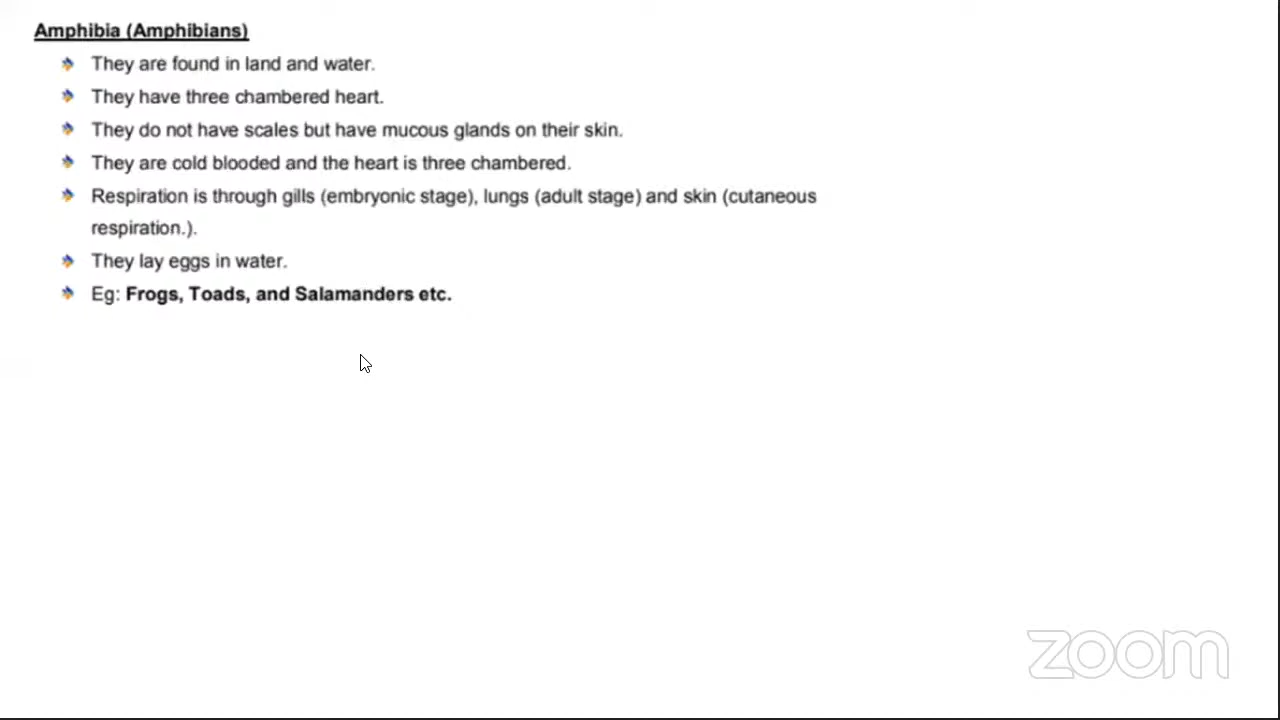 Amphibia (Amphibians)
They are found in land and water.
They have three chambered heart.
They do not have scales but have mucous glands on their skin.
They are cold blooded and the heart is three chambered.
Respiration is through gills (embryonic stage), lungs (adult stage) and skin (cutaneous
respiration.).
They lay eggs in water.
Eg: Frogs, Toads, and Salamanders etc.
zoom